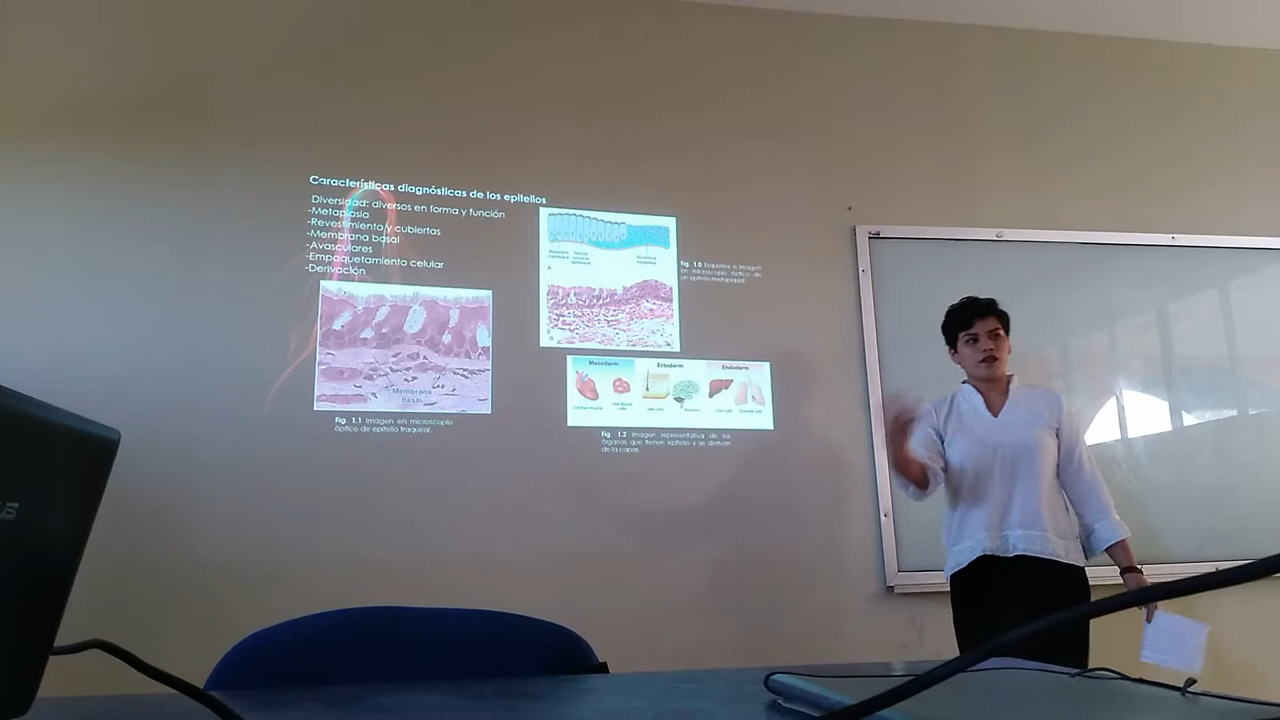 Características diagnósticas de los epitelios
Diversidad: diversos en forma y función
-Metaplasia
-Revestimiento y cubiertas
-Membrana basal
-Avasculares
-Empaquetamiento celular
-Derivación
Fig. 1.0 Esquema e imagen
en microscopio óptico de
un epitelio metaplasial.
A
B
Membrana
basal
Fig. 1.1 Imagen en microscopio
óptico de epitelio traqueal.
Mesoderm
Ectoderm
Endoderm
Cardiac muscle
Fig. 1.2 Imagen representativa de los
órganos que tienen epitelio y se derivan
de la capas.